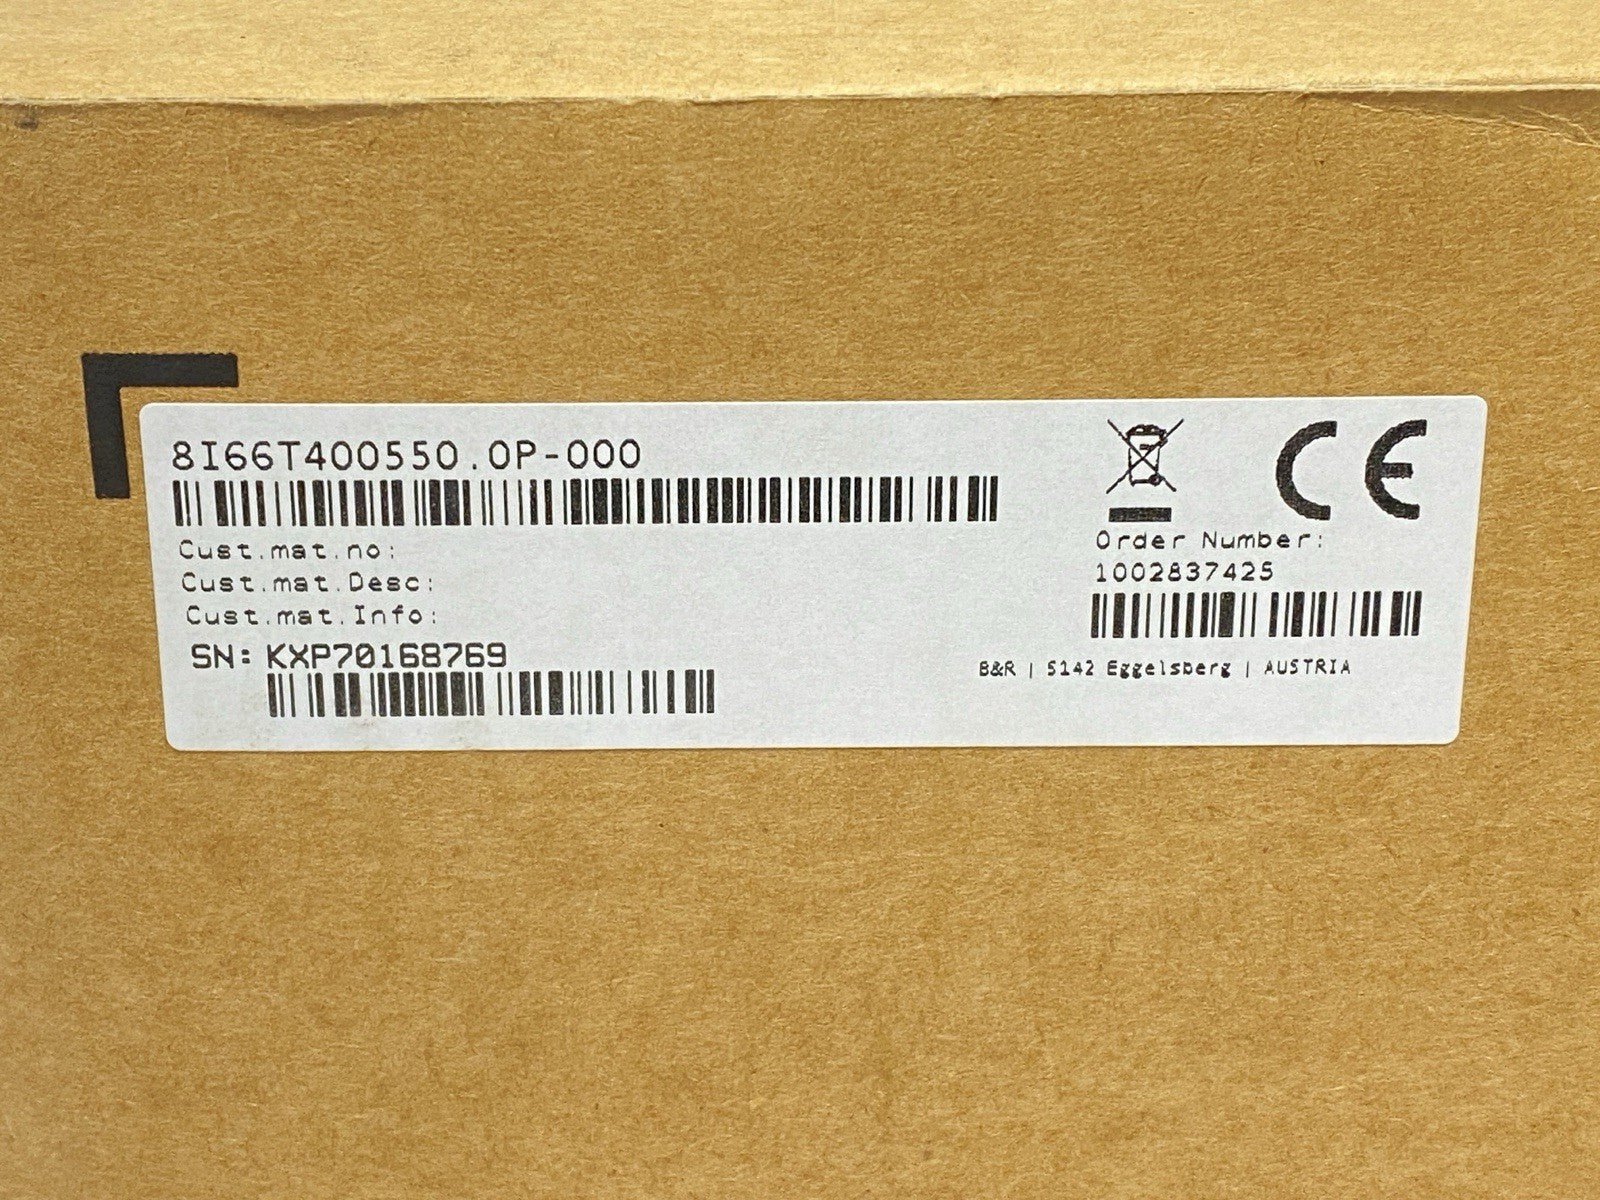 8I66T400550.0P-000
Cust.mat.no:
Cust.mat.Desc:
Cust.mat.Info:
SN: KXP70168769
CE
Order Number:
1002837425
B&R | 5142 Eggelsberg | AUSTRIA